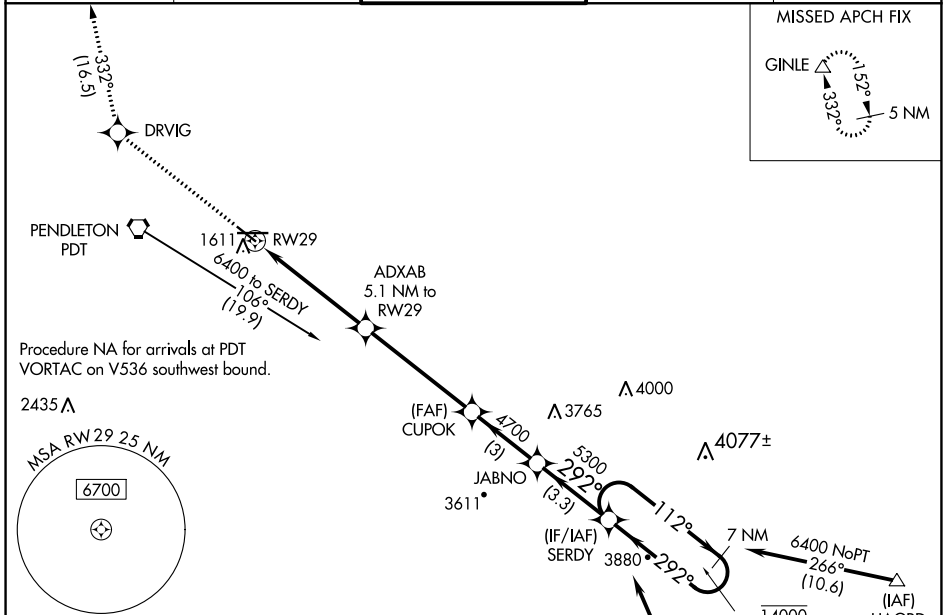 MISSED APCH FIX
GINLE
152°
332°
5 NM
332°
(16.5)
DRVIG
PENDLETON
PDT
1611
RW29
6400 to SERDY
106°
(19.9)
ADXAB
5.1 NM to
RW29
Procedure NA for arrivals at PDT
VORTAC on V536 southwest bound.
2435
MSA RW 29 25 NM
6700
(FAF)
CUPOK
4700
(3)
3765
4000
4077±
JABNO
5300
292°
(3.3)
3611
(IF/IAF)
SERDY
112°
7 NM
3880
292°
6400 NoPT
266°
(10.6)
(IAF)
14000